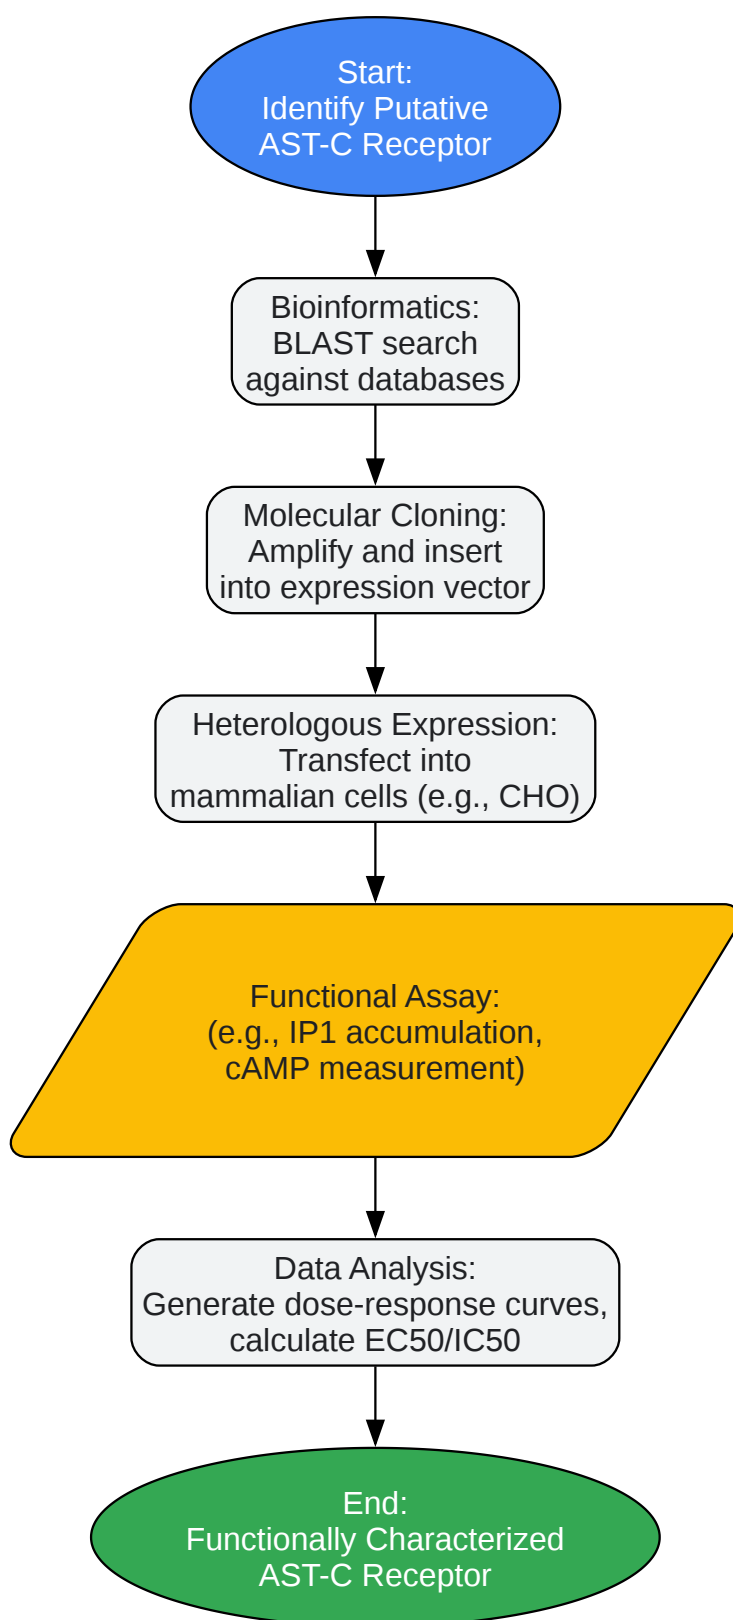 Start:
Identify Putative
AST-C Receptor
Bioinformatics:
BLAST search
against databases
Molecular Cloning:
Amplify and insert
into expression vector
Heterologous Expression:
Transfect into
mammalian cells (e.g., CHO)
Functional Assay:
(e.g., IP1 accumulation,
cAMP measurement)
Data Analysis:
Generate dose-response curves,
calculate EC50/IC50
End:
Functionally Characterized
AST-C Receptor